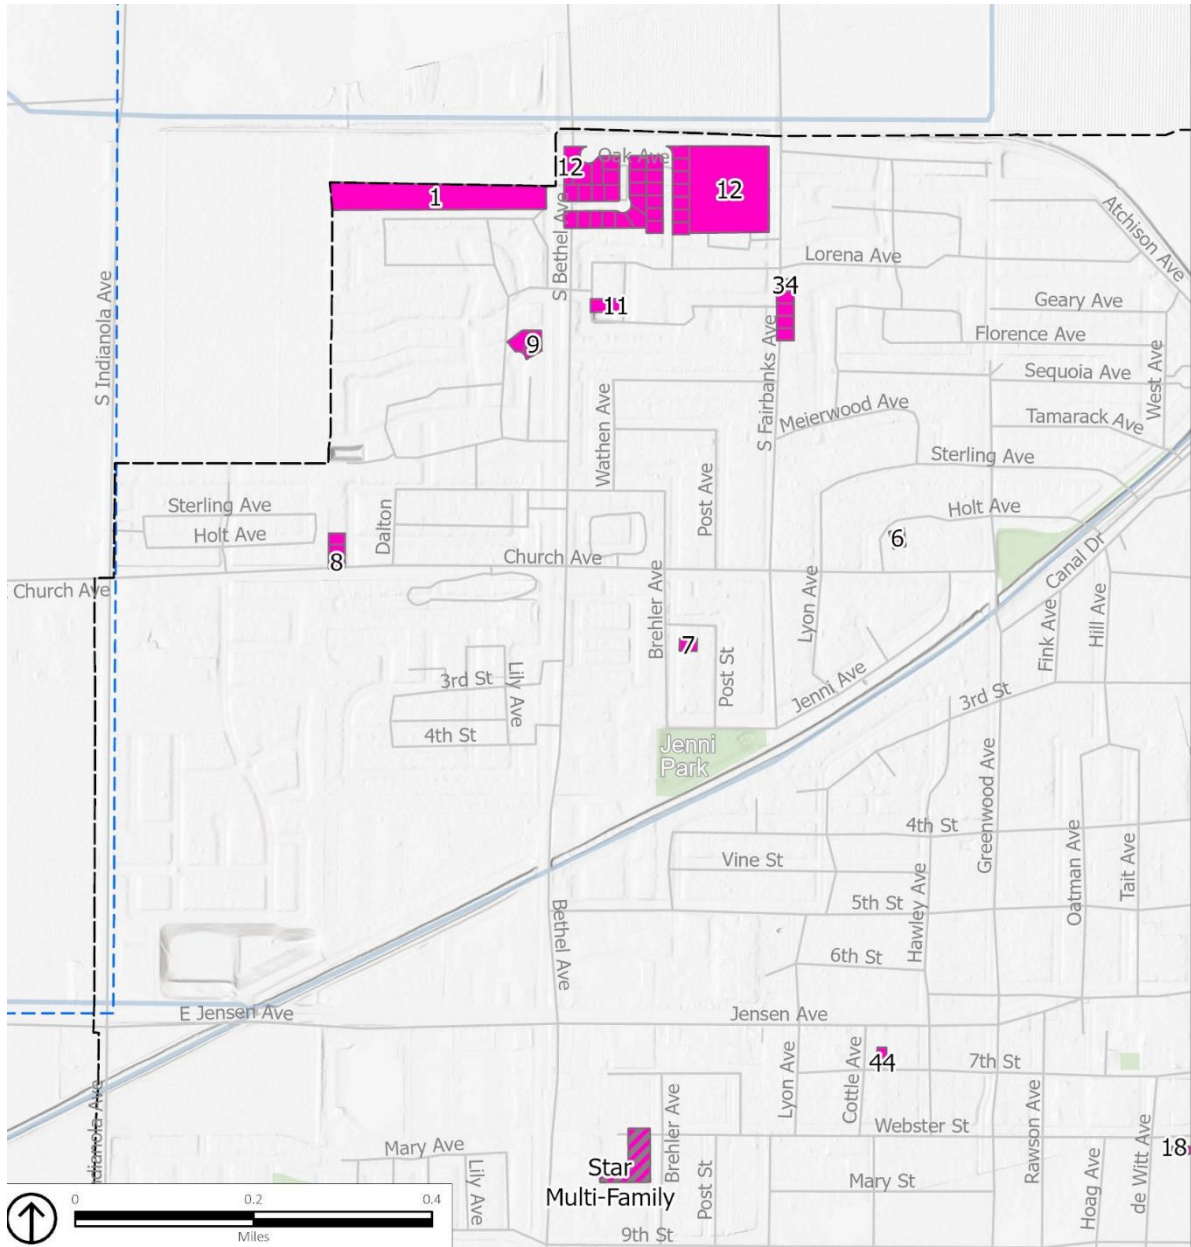 Oak Ave
12
12
1
S Bethel Ave
S Indianola Ave
Atchison Ave
Lorena Ave
34
Geary Ave
11
Florence Ave
9
S Fairbanks Ave
Sequoia Ave
West Ave
Meierwood Ave
Tamarack Ave
Wathen Ave
Sterling Ave
Post Ave
Sterling Ave
Holt Ave
Dalton
Holt Ave
6
8
Church Ave
Church Ave
Canal Dr
Brehler Ave
Lyon Ave
Fink Ave
Hill Ave
7
Post St
3rd St
Lily Ave
Jenni Ave
3rd St
4th St
Jenni
Park
Greenwood Ave
4th St
Vine St
Oatman Ave
Tait Ave
5th St
Hawley Ave
Bethel Ave
6th St
E Jensen Ave
Jensen Ave
44
7th St
Lyon Ave
Cottle Ave
Rawson Ave
Indianola Ave
Brehler Ave
Webster St
de Witt Ave
18
Mary Ave
Star
Multi-Family
Lily Ave
Post St
Mary St
Hoag Ave
9th St
0 0.2 0.4
Miles